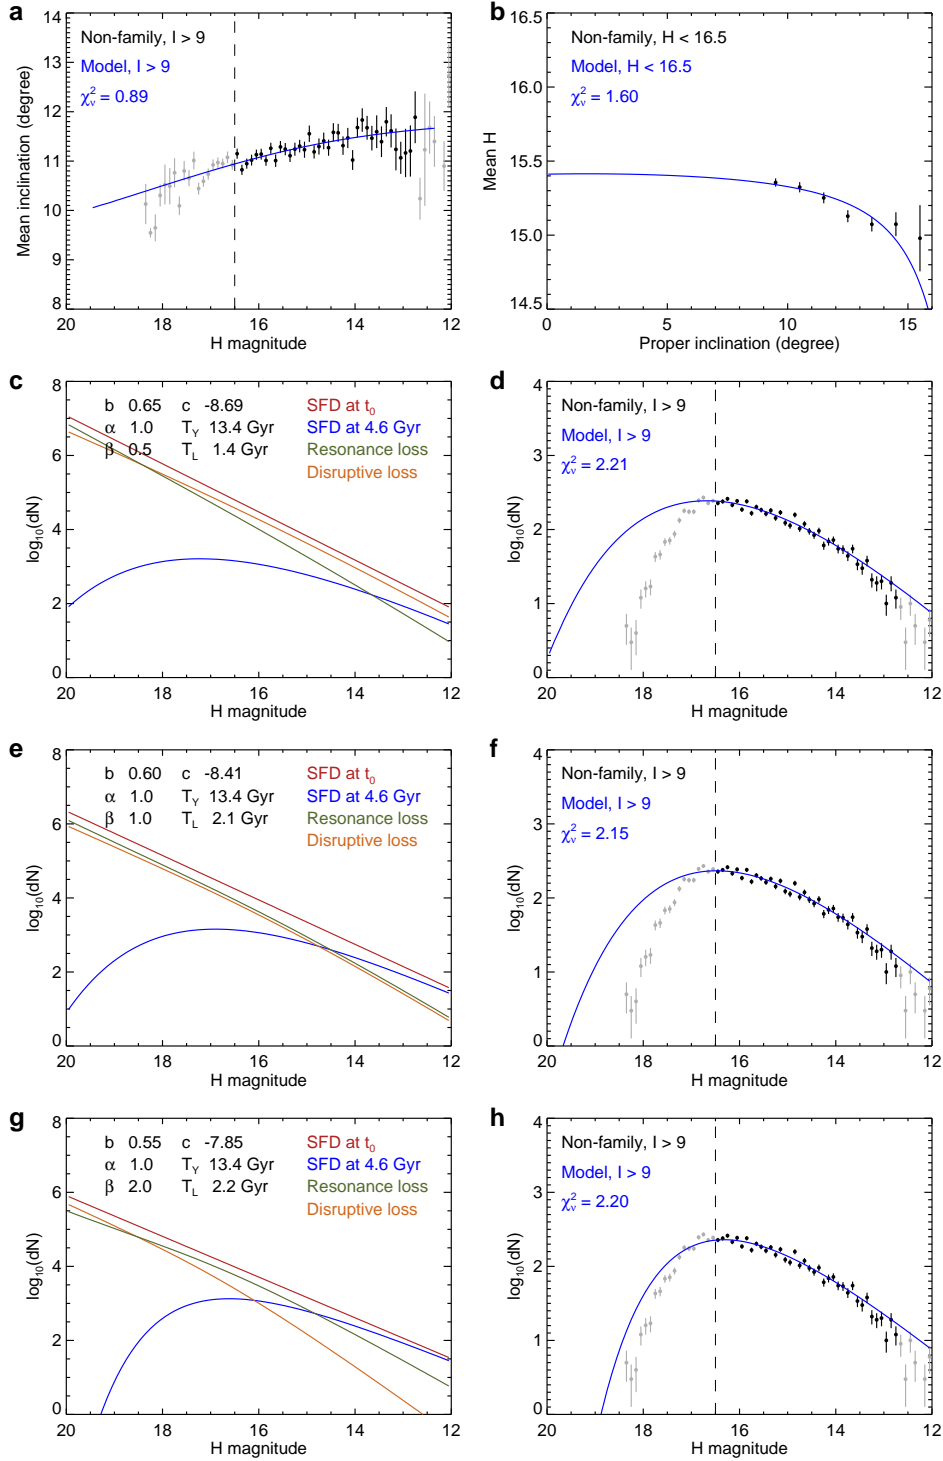 a
Non-family, I > 9
Model, I > 9
χ²ᵥ = 0.89
Mean inclination (degree)
14
13
12
11
10
9
8
20 18 16 14 12
H magnitude
b
Non-family, H < 16.5
Model, H < 16.5
χ²ᵥ = 1.60
Mean H
16.5
16.0
15.5
15.0
14.5
0 5 10 15
Proper inclination (degree)
c
b 0.65 c -8.69 SFD at t₀
α 1.0 T_Y 13.4 Gyr SFD at 4.6 Gyr
β 0.5 T_L 1.4 Gyr Resonance loss
Disruptive loss
log₁₀(dN)
8
6
4
2
0
20 18 16 14 12
H magnitude
d
Non-family, I > 9
Model, I > 9
χ²ᵥ = 2.21
log₁₀(dN)
4
3
2
1
0
20 18 16 14 12
H magnitude
e
b 0.60 c -8.41 SFD at t₀
α 1.0 T_Y 13.4 Gyr SFD at 4.6 Gyr
β 1.0 T_L 2.1 Gyr Resonance loss
Disruptive loss
log₁₀(dN)
8
6
4
2
0
20 18 16 14 12
H magnitude
f
Non-family, I > 9
Model, I > 9
χ²ᵥ = 2.15
log₁₀(dN)
4
3
2
1
0
20 18 16 14 12
H magnitude
g
b 0.55 c -7.85 SFD at t₀
α 1.0 T_Y 13.4 Gyr SFD at 4.6 Gyr
β 2.0 T_L 2.2 Gyr Resonance loss
Disruptive loss
log₁₀(dN)
8
6
4
2
0
20 18 16 14 12
H magnitude
h
Non-family, I > 9
Model, I > 9
χ²ᵥ = 2.20
log₁₀(dN)
4
3
2
1
0
20 18 16 14 12
H magnitude